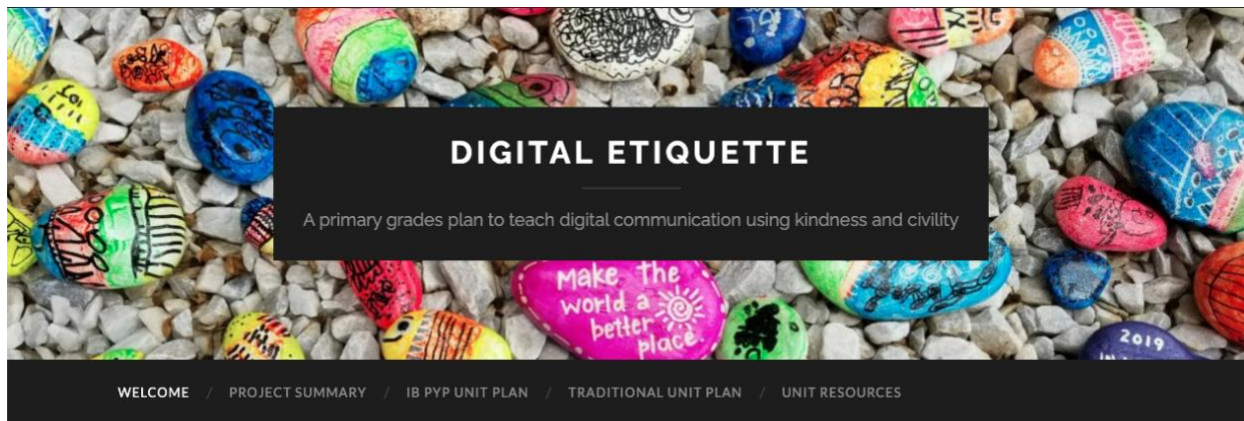 DIGITAL ETIQUETTE
A primary grades plan to teach digital communication using kindness and civility
Make the
world a
better
place.
2019
WELCOME / PROJECT SUMMARY / IB PYP UNIT PLAN / TRADITIONAL UNIT PLAN / UNIT RESOURCES